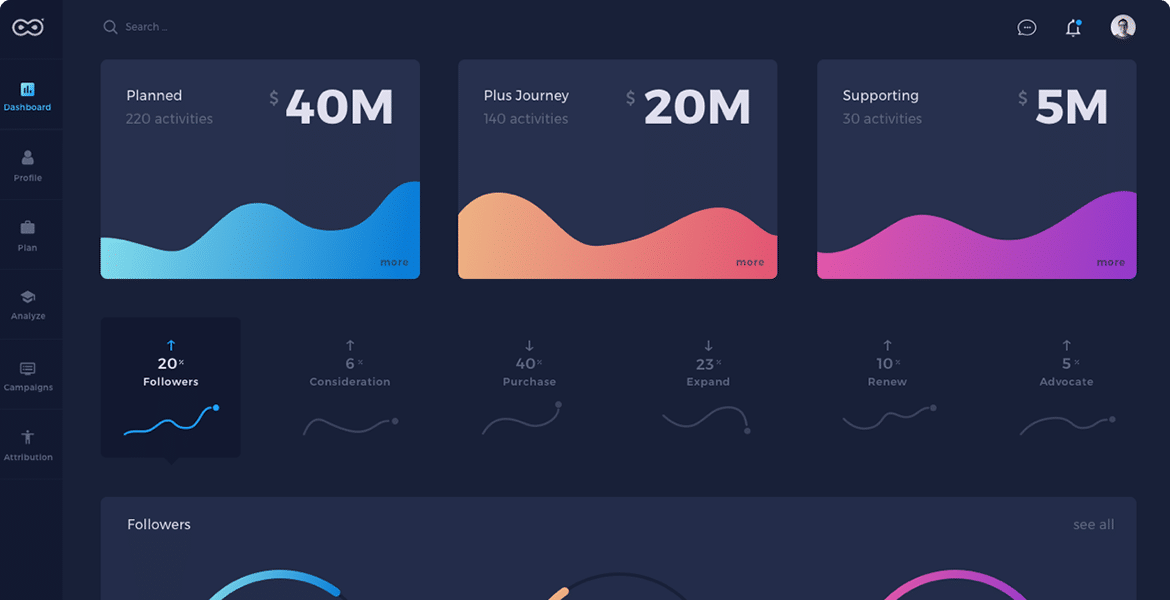 Search ...
Dashboard
Profile
Plan
Analyze
Campaigns
Attribution
Planned
220 activities
$ 40M
more
Plus Journey
140 activities
$ 20M
more
Supporting
30 activities
$ 5M
more
20×
Followers
6×
Consideration
40×
Purchase
23×
Expand
10×
Renew
5×
Advocate
Followers
see all